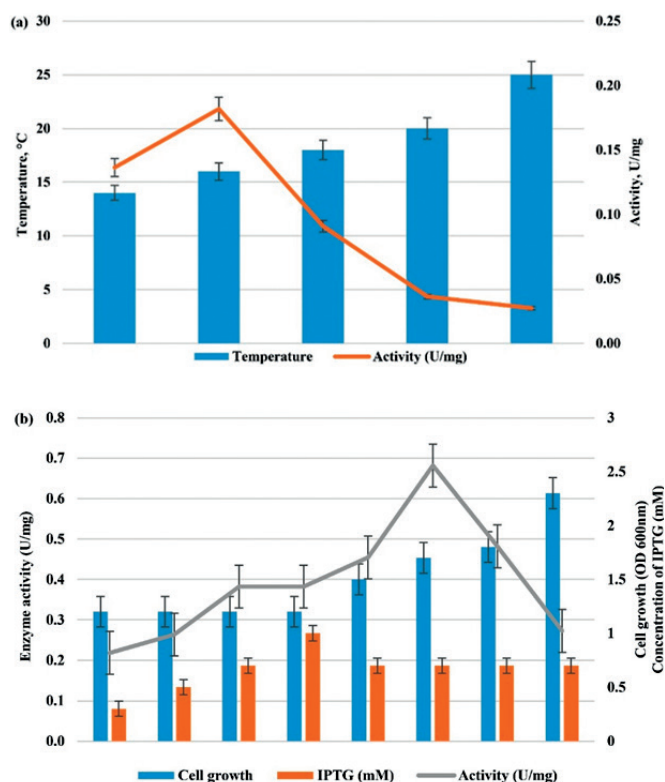 (a)
30
25
20
15
10
5
0
Temperature, °C
0.25
0.20
0.15
0.10
0.05
0.00
Activity, U/mg
Temperature
Activity (U/mg)
(b)
0.8
0.7
0.6
0.5
0.4
0.3
0.2
0.1
0.0
Enzyme activity (U/mg)
3
2.5
2
1.5
1
0.5
0
Cell growth (OD 600nm)
Concentration of IPTG (mM)
Cell growth
IPTG (mM)
Activity (U/mg)